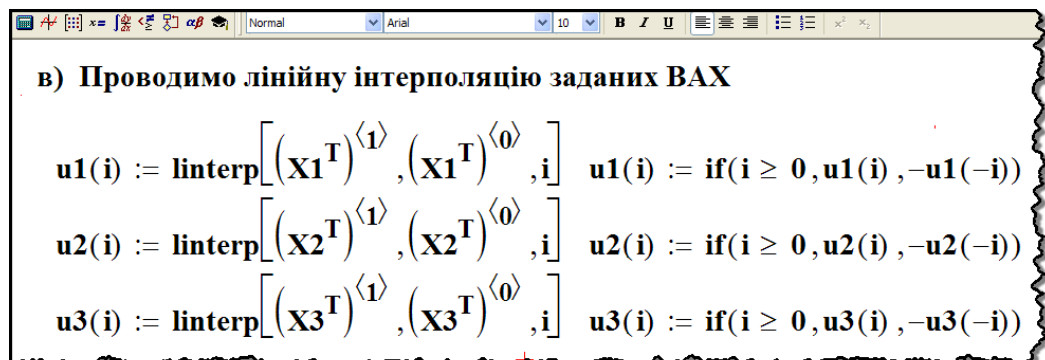 Normal Arial 10 B I U
в) Проводимо лінійну інтерполяцію заданих ВАХ
u1(i) := linterp[(X1^T)^⟨1⟩ ,(X1^T)^⟨0⟩ ,i] u1(i) := if(i ≥ 0 ,u1(i) ,-u1(-i))
u2(i) := linterp[(X2^T)^⟨1⟩ ,(X2^T)^⟨0⟩ ,i] u2(i) := if(i ≥ 0 ,u2(i) ,-u2(-i))
u3(i) := linterp[(X3^T)^⟨1⟩ ,(X3^T)^⟨0⟩ ,i] u3(i) := if(i ≥ 0 ,u3(i) ,-u3(-i))